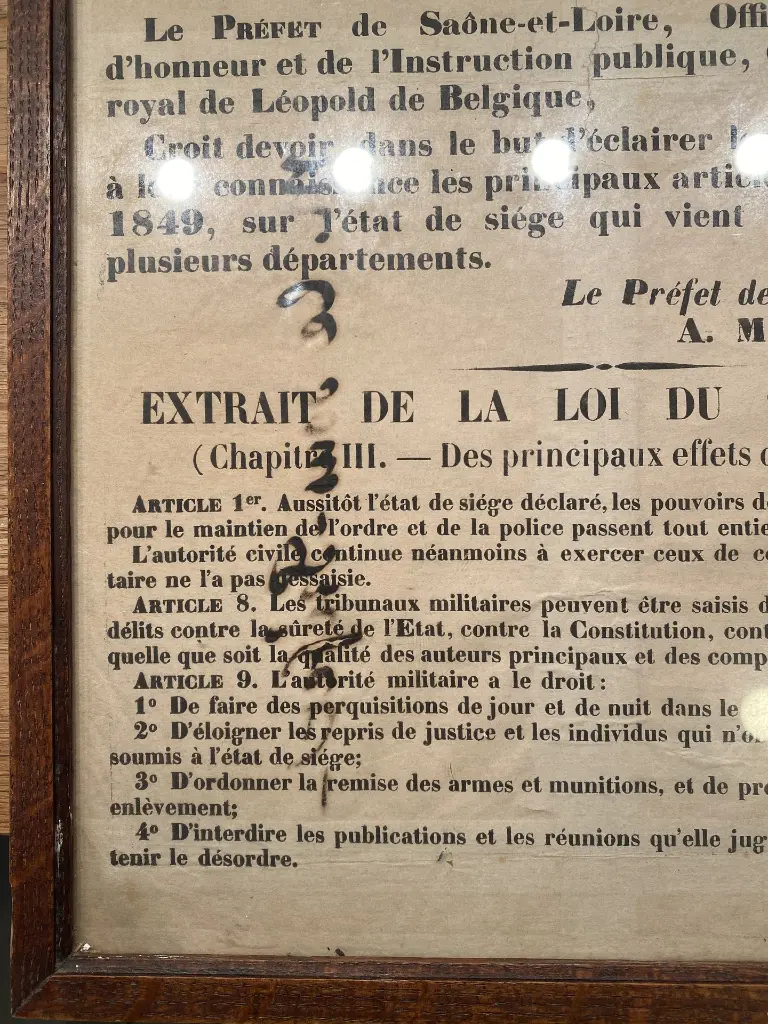 Le PRÉFET de Saône-et-Loire, Offi
d'honneur et de l'Instruction publique,
royal de Léopold de Belgique,
Croit devoir dans le but d'éclairer
à connaissance les principaux artic
1849, sur l'état de siége qui vient
plusieurs départements.
Le Préfet de
A. M
EXTRAIT DE LA LOI DU
(Chapitre III. — Des principaux effets d
ARTICLE 1er. Aussitôt l'état de siége déclaré, les pouvoirs d
pour le maintien de l'ordre et de la police passent tout entie
L'autorité civile continue néanmoins à exercer ceux de c
taire ne l'a pas dessaisie.
ARTICLE 8. Les tribunaux militaires peuvent être saisis d
délits contre la sûreté de l'Etat, contre la Constitution, cont
quelle que soit la qualité des auteurs principaux et des comp
ARTICLE 9. L'autorité militaire a le droit :
1º De faire des perquisitions de jour et de nuit dans le
2º D'éloigner les repris de justice et les individus qui n'o
soumis à l'état de siége;
3º D'ordonner la remise des armes et munitions, et de pro
enlèvement;
4º D'interdire les publications et les réunions qu'elle jug
tenir le désordre.